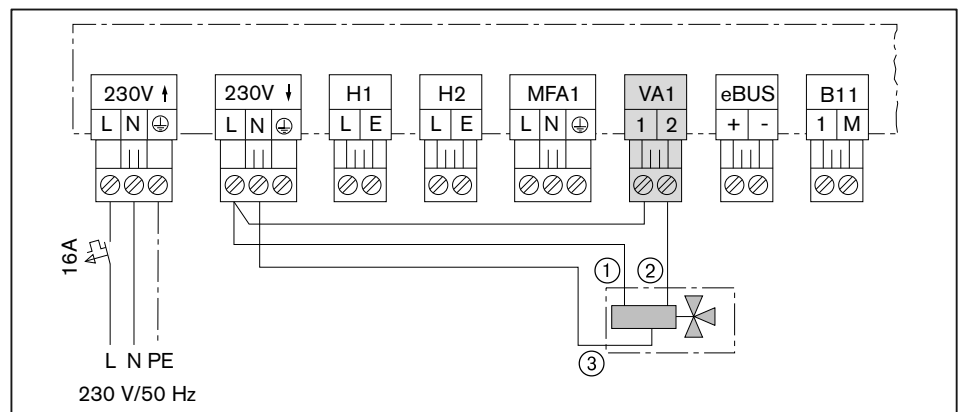 230V ↑ 230V ↓ H1 H2 MFA1 VA1 eBUS B11
L N ⏚ L N ⏚ L E L E L N ⏚ 1 2 + - 1 M
16A
① ②
③
L N PE
230 V/50 Hz